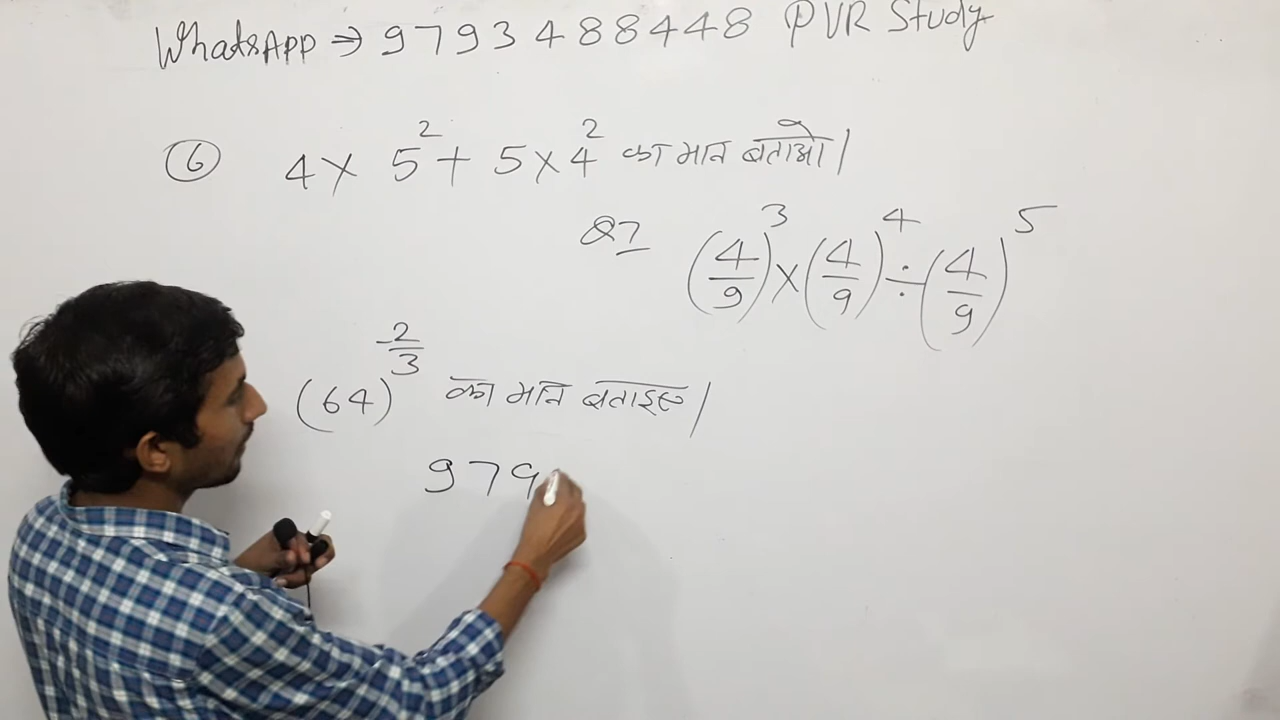 WhatsApp ⇒ 9793488448 PVR Study
⑥ 4 × 5² + 5 × 4² का मान बताओ।
Q7 (4/9)³ × (4/9)⁴ ÷ (4/9)⁵
(64)^-2/3 का मान बताइए।
979